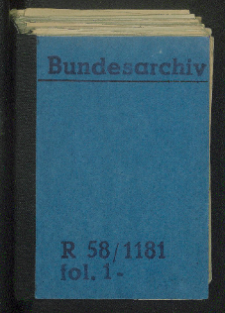 Bundesarchiv
R 58/1181
fol. 1-